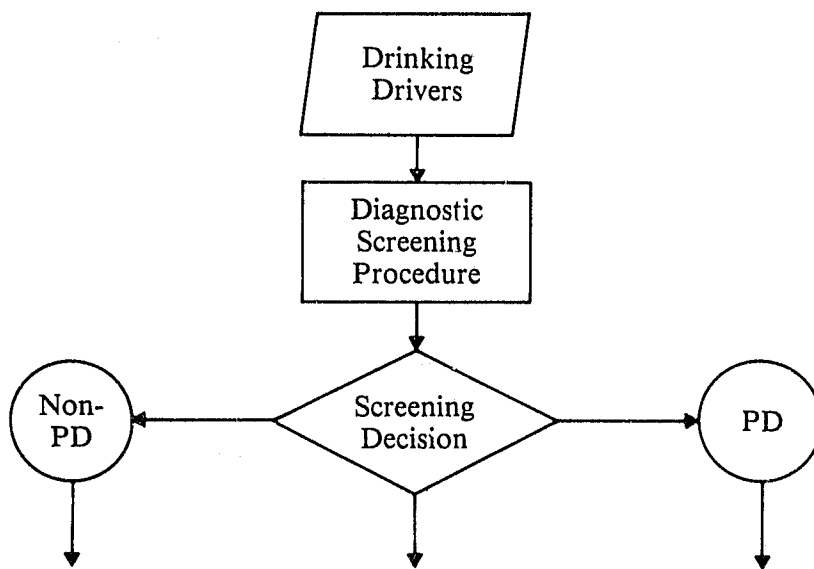 Drinking
Drivers
Diagnostic
Screening
Procedure
Non-
PD
Screening
Decision
PD